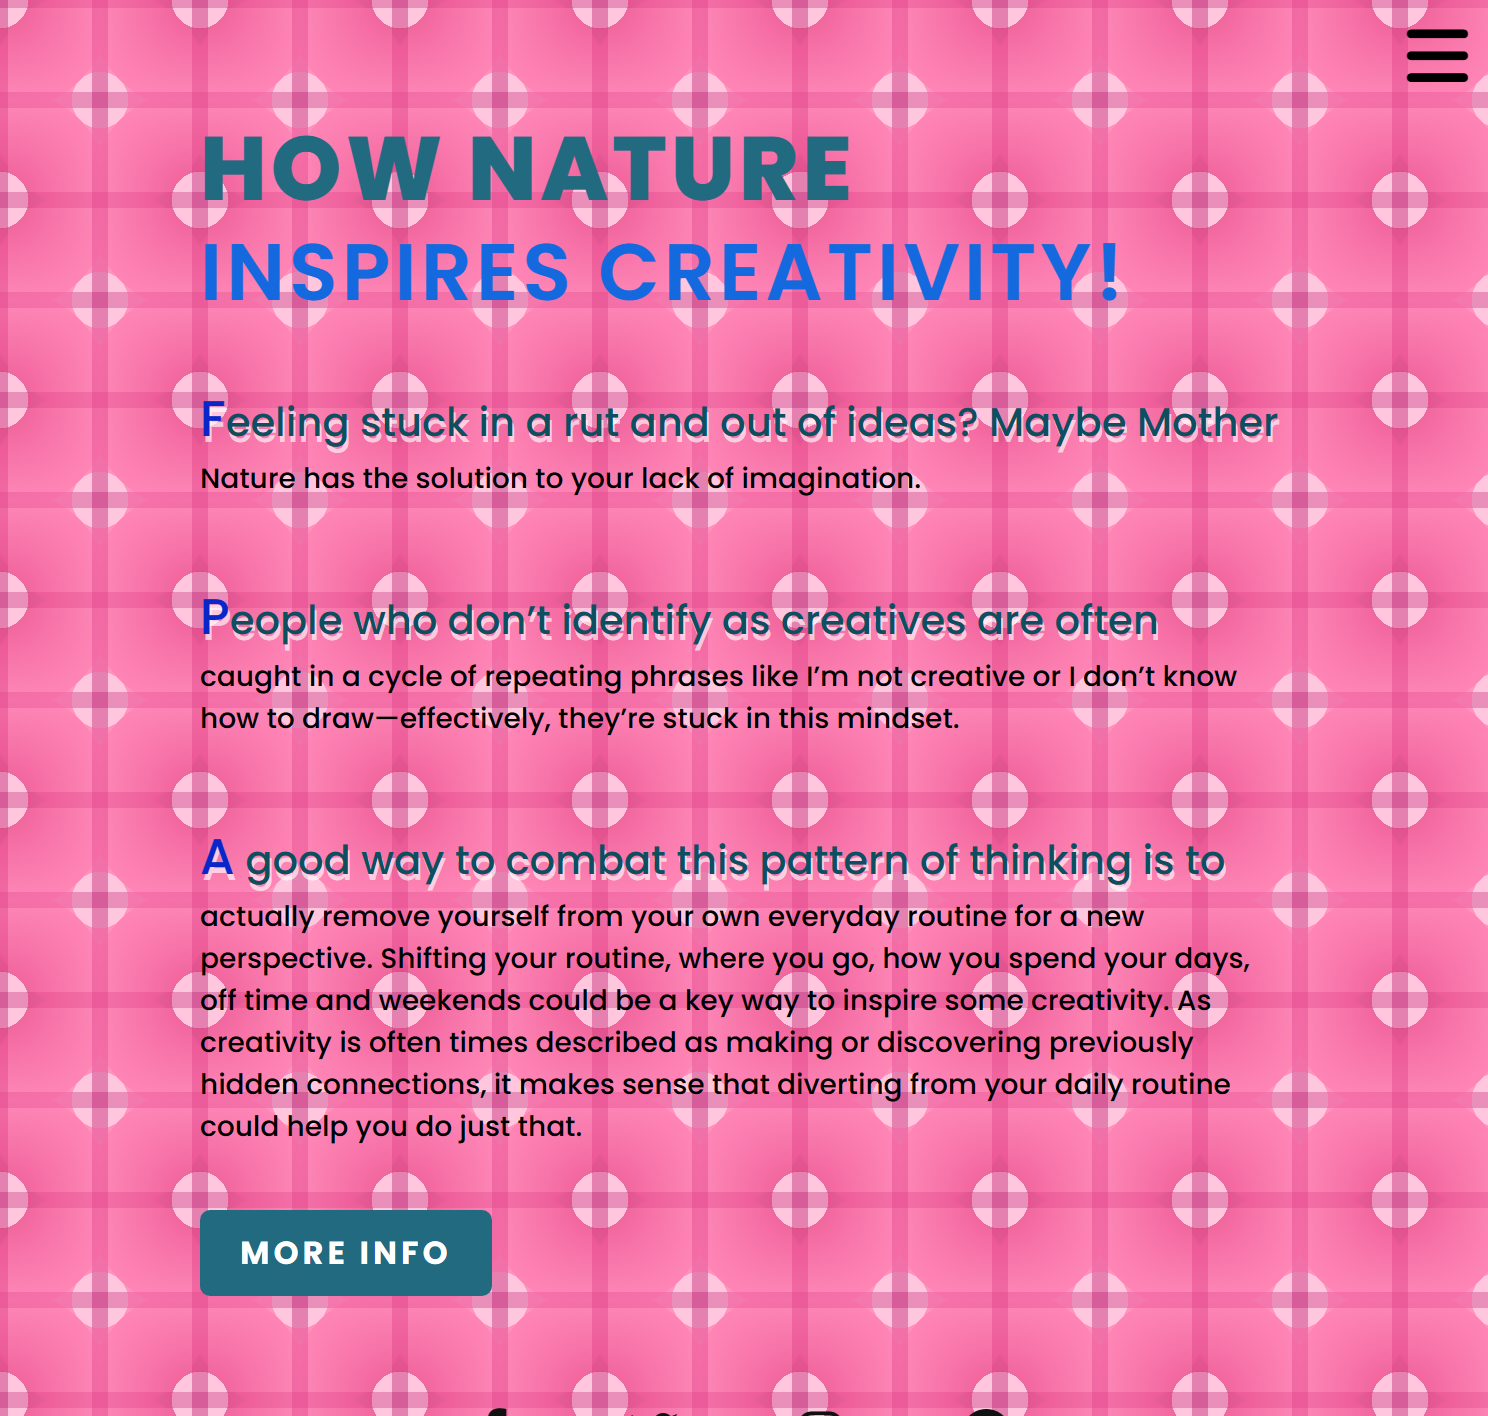 HOW NATURE
INSPIRES CREATIVITY!
Feeling stuck in a rut and out of ideas? Maybe Mother
Nature has the solution to your lack of imagination.
People who don’t identify as creatives are often
caught in a cycle of repeating phrases like I’m not creative or I don’t know
how to draw—effectively, they’re stuck in this mindset.
A good way to combat this pattern of thinking is to
actually remove yourself from your own everyday routine for a new
perspective. Shifting your routine, where you go, how you spend your days,
off time and weekends could be a key way to inspire some creativity. As
creativity is often times described as making or discovering previously
hidden connections, it makes sense that diverting from your daily routine
could help you do just that.
MORE INFO